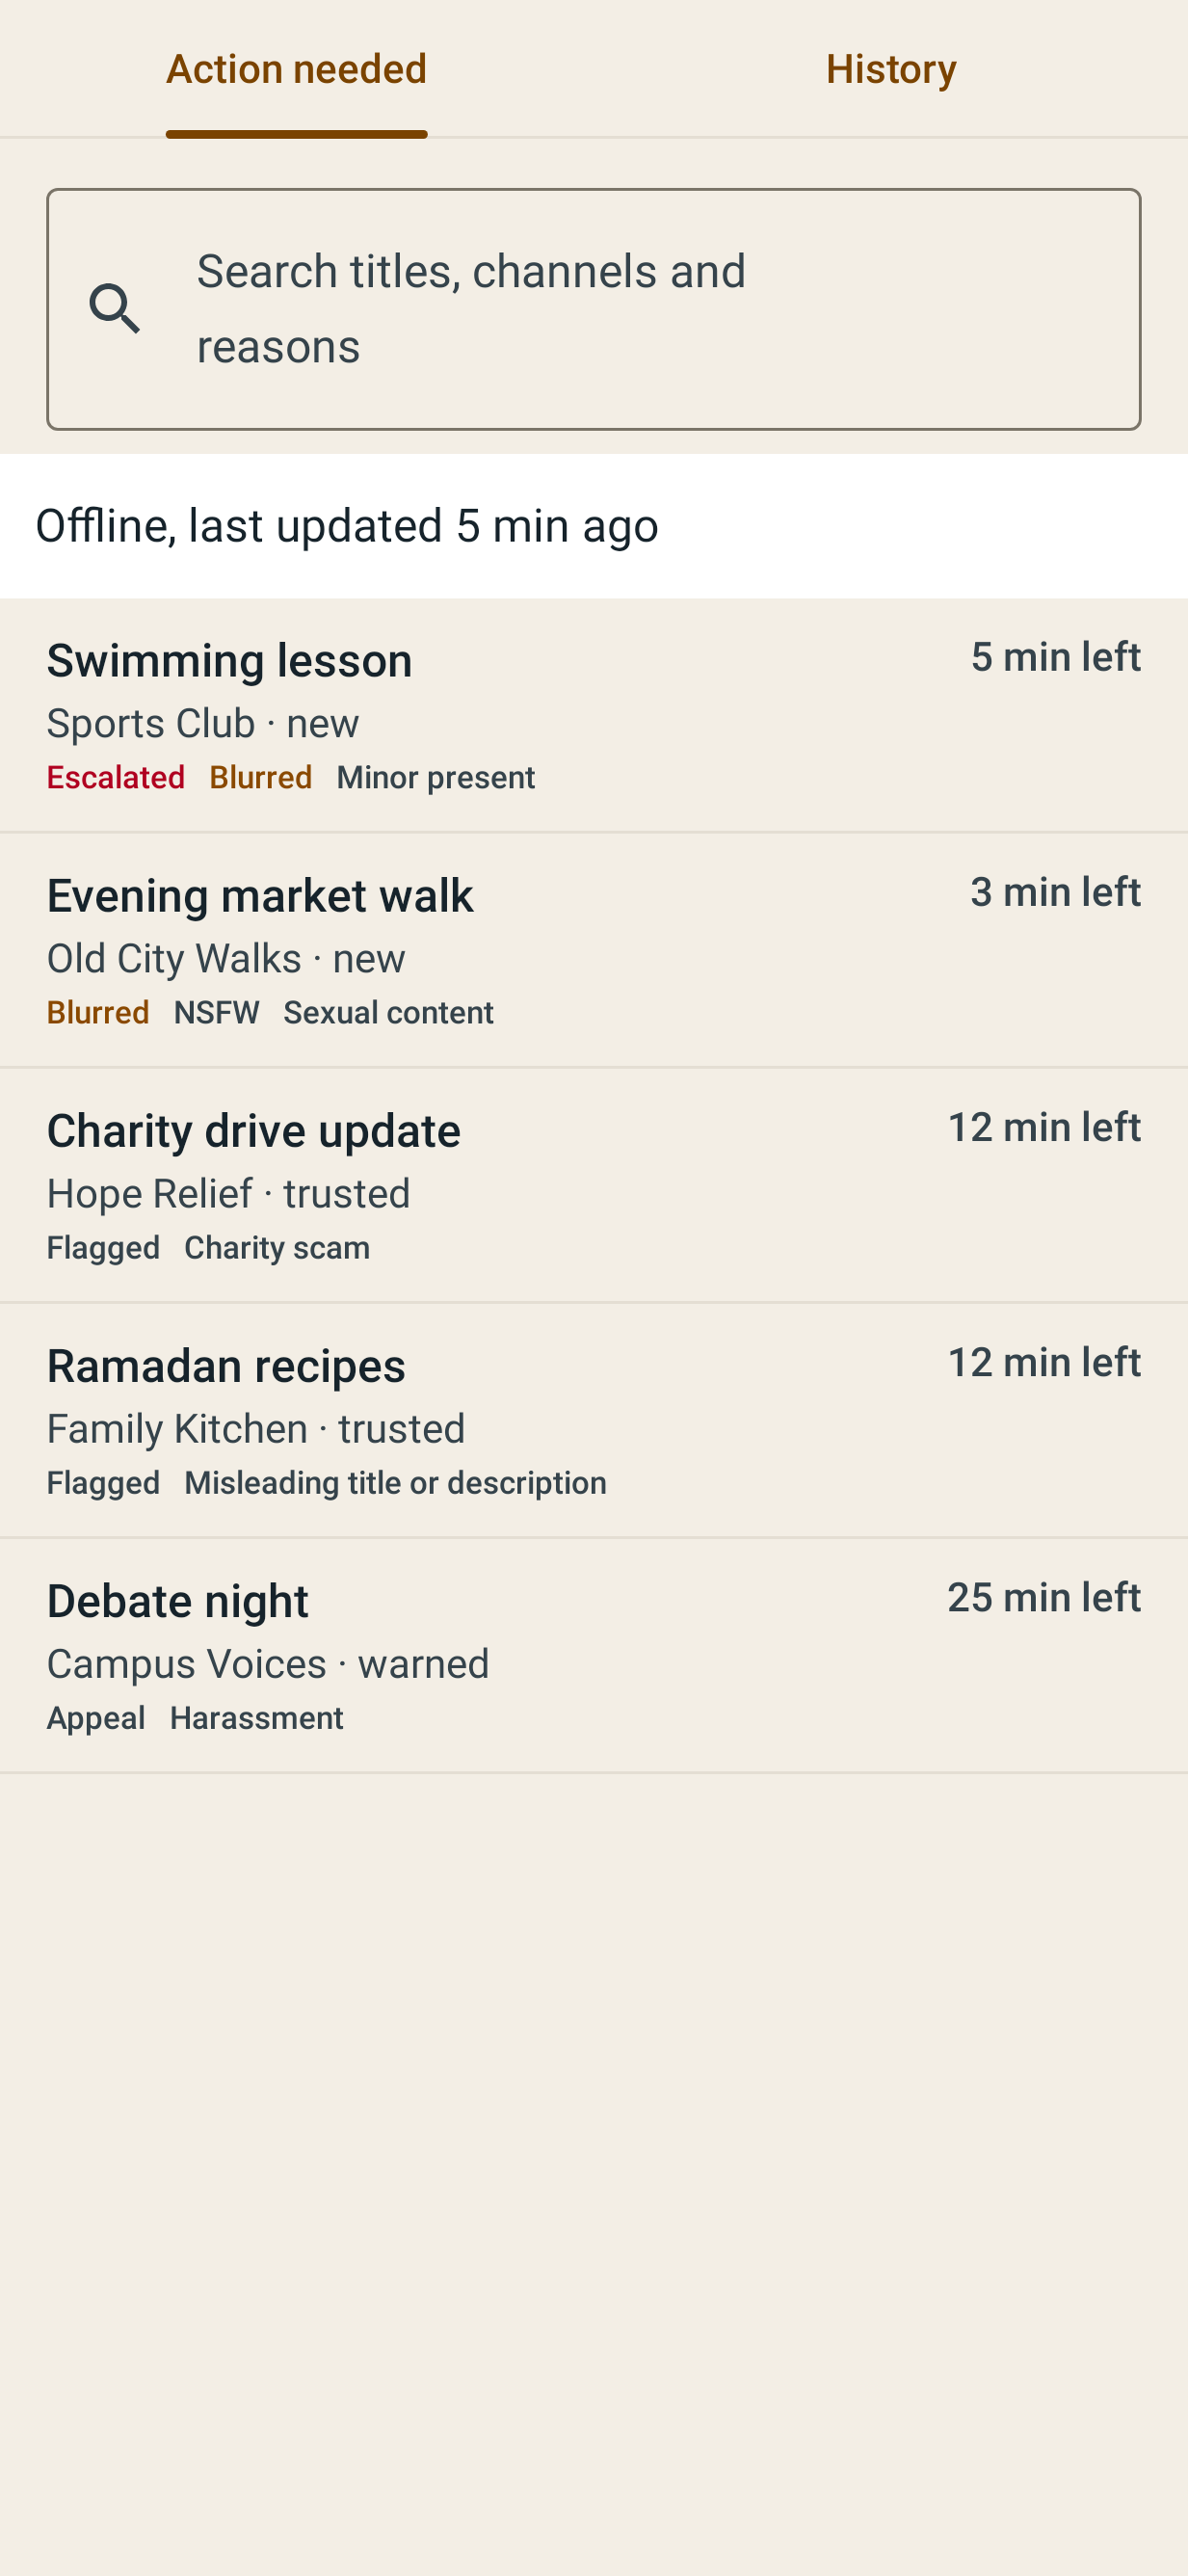 Action needed
History
Search titles, channels and
reasons
Offline, last updated 5 min ago
Swimming lesson
5 min left
Sports Club · new
Escalated Blurred Minor present
Evening market walk
3 min left
Old City Walks · new
Blurred NSFW Sexual content
Charity drive update
12 min left
Hope Relief · trusted
Flagged Charity scam
Ramadan recipes
12 min left
Family Kitchen · trusted
Flagged Misleading title or description
Debate night
25 min left
Campus Voices · warned
Appeal Harassment